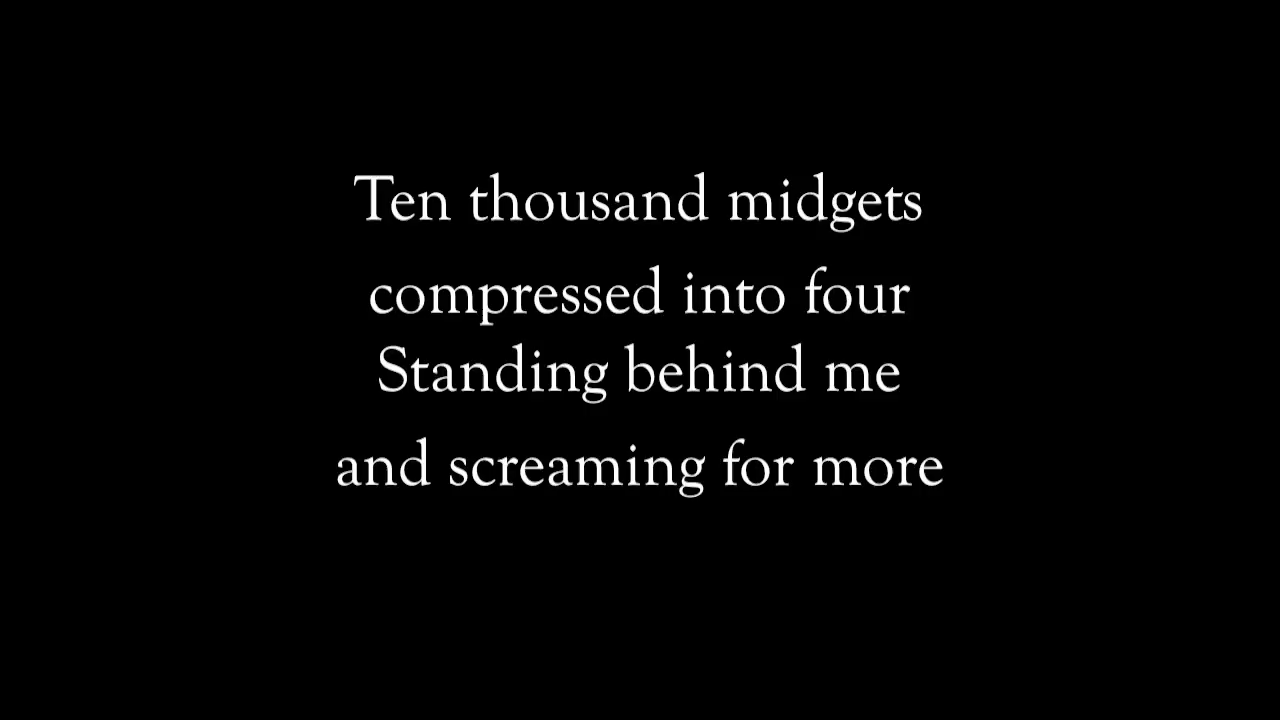 Ten thousand midgets
compressed into four
Standing behind me
and screaming for more